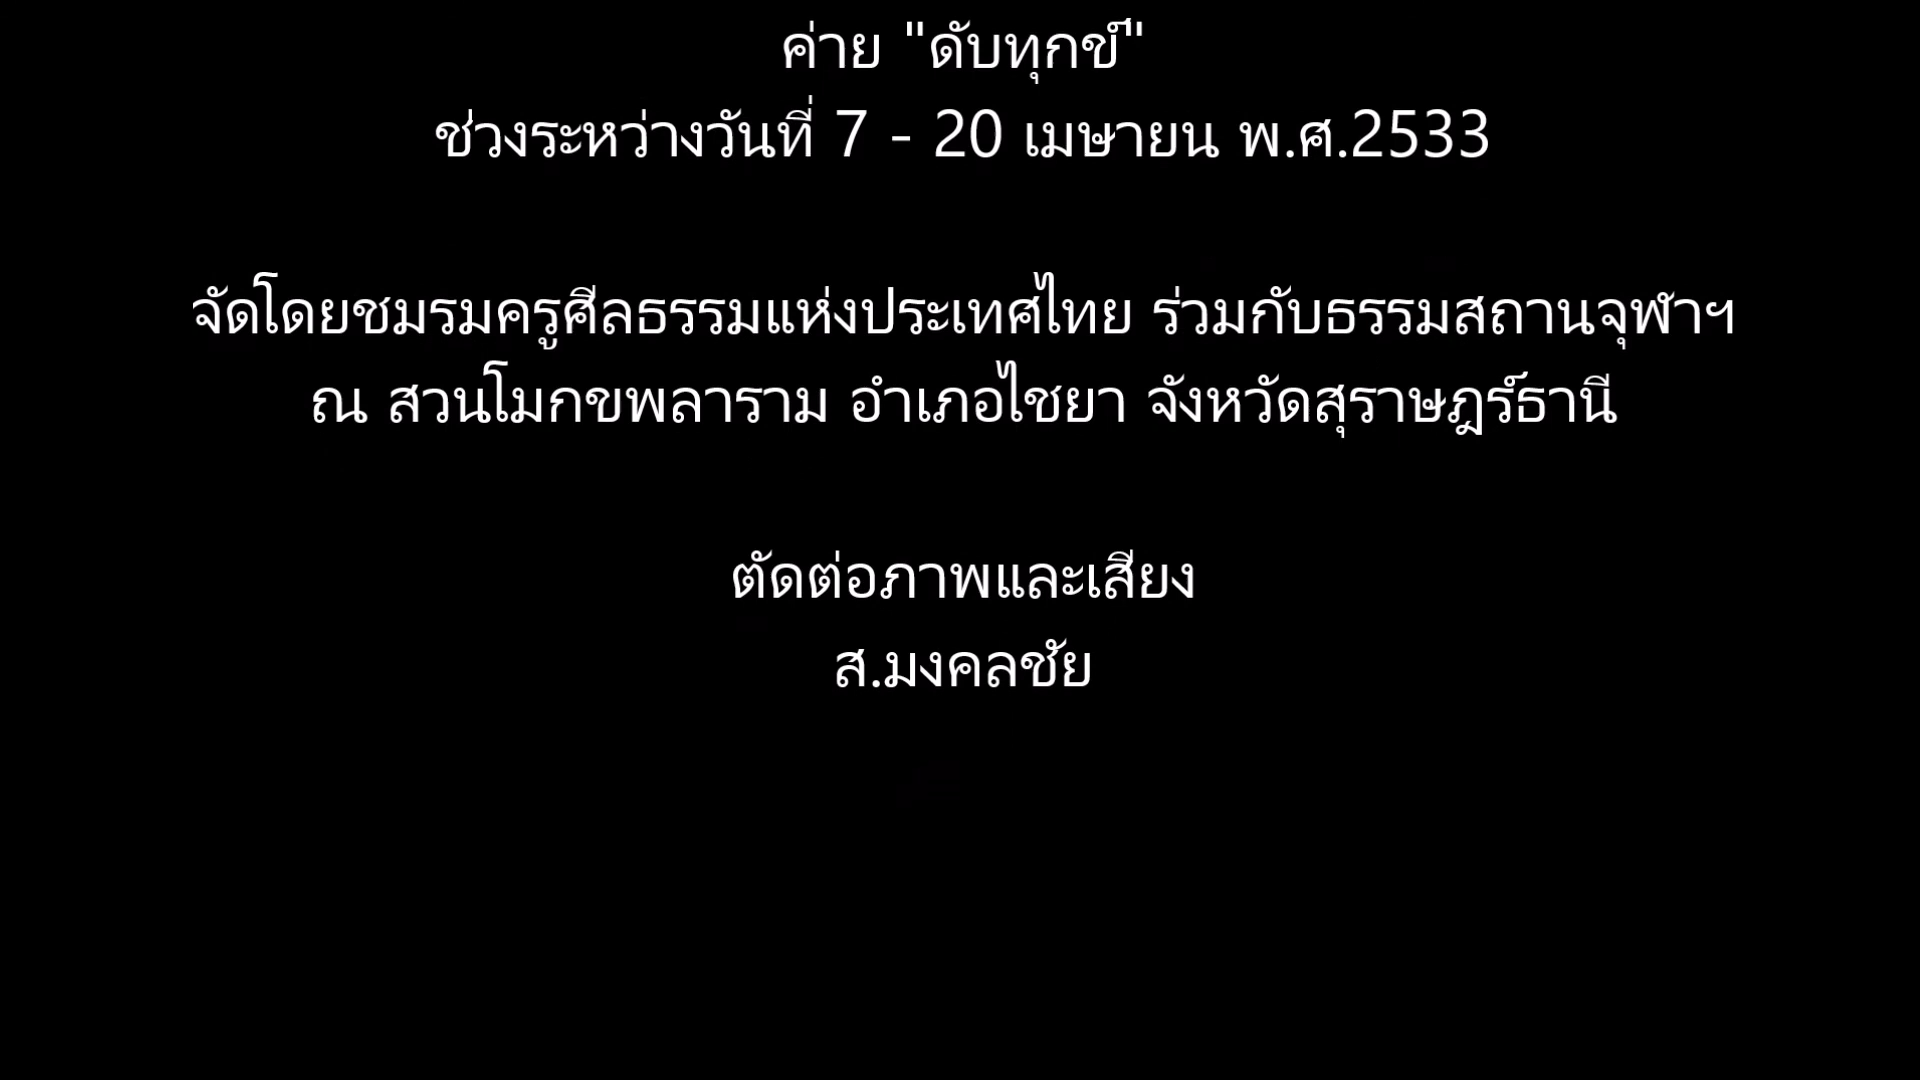 ค่าย "ดับทุกข์"
ช่วงระหว่างวันที่ 7 - 20 เมษายน พ.ศ.2533
จัดโดยชมรมครูศีลธรรมแห่งประเทศไทย ร่วมกับธรรมสถานจุฬาฯ
ณ สวนโมกขพลาราม อำเภอไชยา จังหวัดสุราษฎร์ธานี
ตัดต่อภาพและเสียง
ส.มงคลชัย